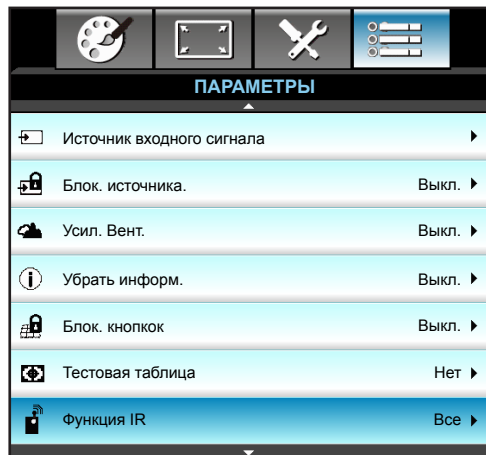 ПАРАМЕТРЫ
Источник входного сигнала
Блок. источника. Выкл.
Усил. Вент. Выкл.
Убрать информ. Выкл.
Блок. кнопкок Выкл.
Тестовая таблица Нет
Функция IR Все